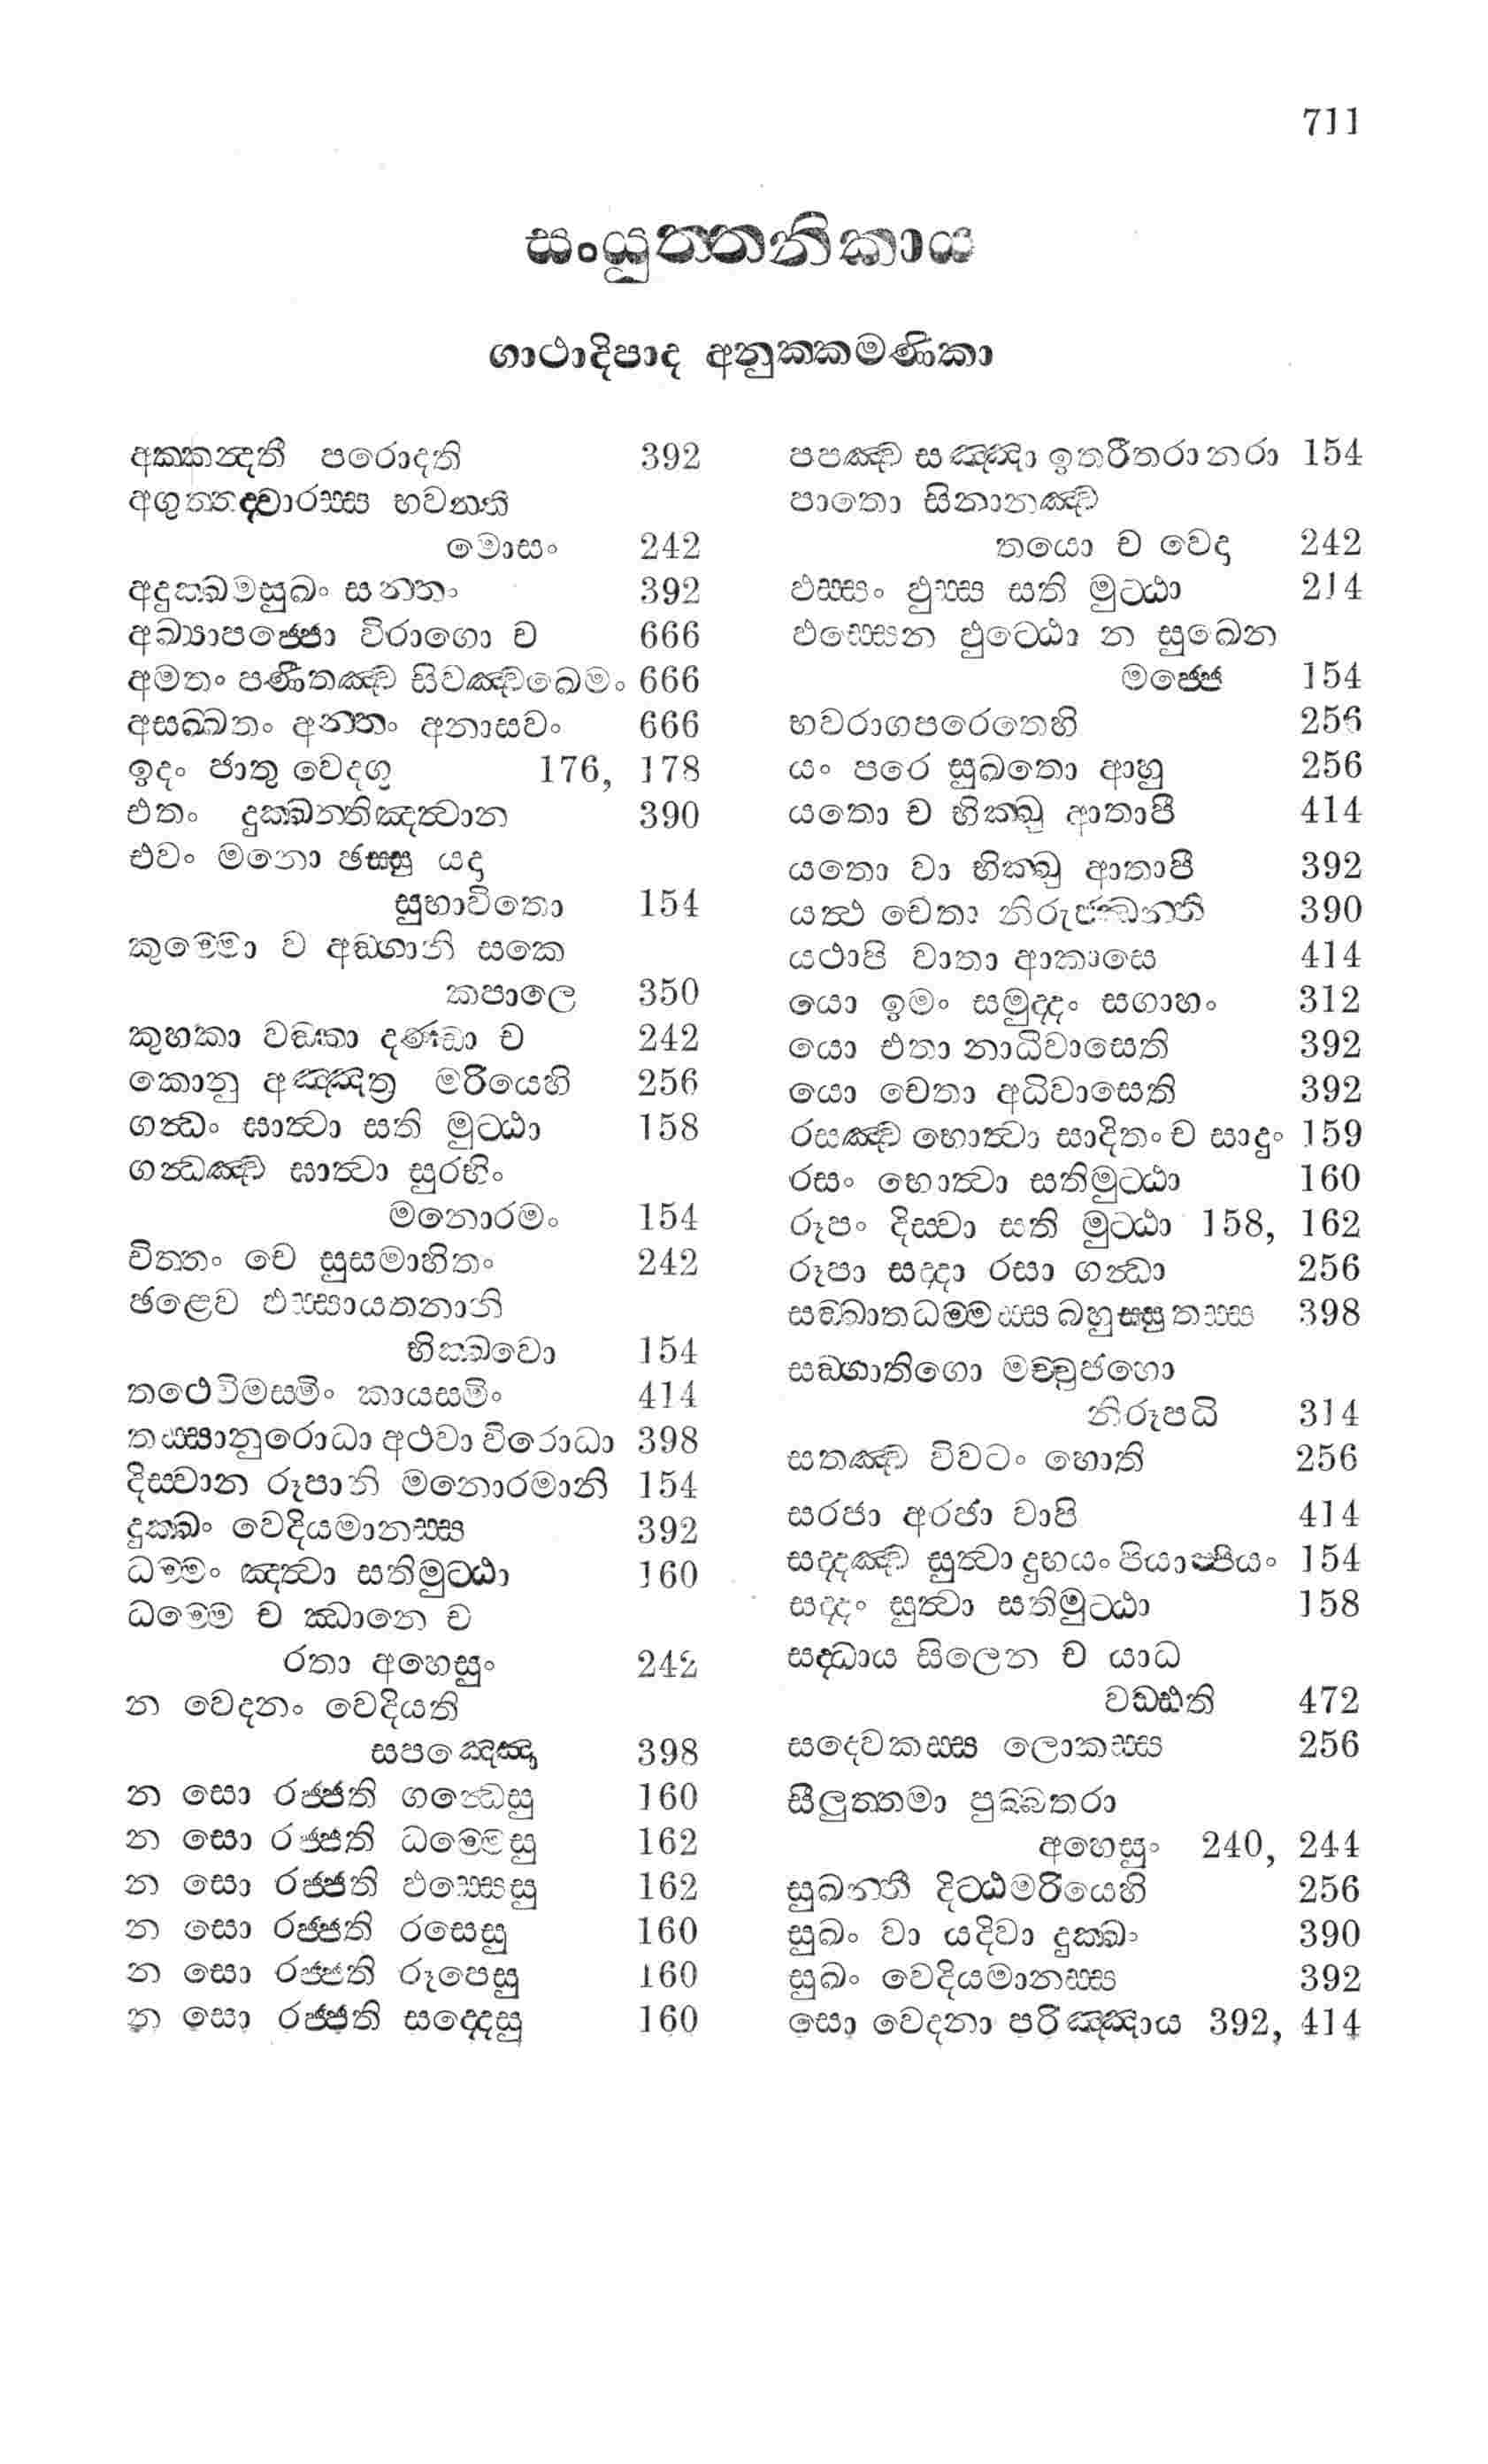 711
සංයුත්තනිකාය
ගාථාදිපාද අනුක්කමණිකා
අක්කන්දතී පරොදති 392
අගුත්තද්වාරස්ස භවන්තී
මොසං 242
අදුක්ඛමසුඛං සන්තං 392
අඛ්‍යාපජ්ජො විරාගො ච 666
අමතං පණීතඤ්ච සිවඤ්චඛෙමං 666
අසඞ්ඛතං අනතං අනාසවං 666
ඉදං ජාතු වෙදගු 176, 178
එතං දුක්ඛන්තිඤත්‍වාන 390
එවං මනො ඡස්සු යදා
සුභාවිතො 154
කුම්මො ව අඞ්ගානි සකෙ
කපාලෙ 350
කුහකා වඞ්කා දණ්ඩා ච 242
කොනු අඤ්ඤත්‍ර මරියෙහි 256
ගන්ධං ඝාත්‍වා සති මුට්ඨා 158
ගන්ධඤ්ච ඝාත්‍වා සුරභිං
මනොරමං 154
චිත්තං චෙ සුසමාහිතං 242
ඡළෙව ඵස්සායතනානි
භික්ඛවො 154
තථෙවිමස්මිං කායස්මිං 414
තස්සානුරොධා අථවා විරොධා 398
දිස්වාන රූපානි මනොරමානි 154
දුක්ඛං වෙදියමානස්ස 392
ධම්මං ඤත්‍වා සතිමුට්ඨා 160
ධම්මෙ ච ඣානෙ ච
රතා අහෙසුං 242
න වෙදනං වෙදියති
සපඤ්ඤෙ 398
න සො රජ්ජති ගන්ධෙසු 160
න සො රජ්ජති ධම්මෙසු 162
න සො රජ්ජති ඵස්සෙසු 162
න සො රජ්ජති රසෙසු 160
න සො රජ්ජති රූපෙසු 160
න සො රජ්ජති සද්දෙසු 160
පපඤ්ච සඤ්ඤා ඉතරීතරා නරා 154
පාතො සිනානඤ්ච
තයො ච වෙදා 242
ඵස්සං ඵුස්ස සති මුට්ඨා 214
ඵස්සෙන ඵුට්ඨො න සුඛෙන
මජ්ජෙ 154
භවරාගපරෙතෙහි 256
යං පරෙ සුඛතො ආහු 256
යතො ච භික්ඛු ආතාපී 414
යතො වා භික්ඛු ආතාපී 392
යත්‍ථ චෙතා නිරුජ්ඣන්ති 390
යථාපි වාතා ආකාසෙ 414
යො ඉමං සමුද්දං සගාහං 312
යො එතා නාධිවාසෙති 392
යො චෙතා අධිවාසෙති 392
රසඤ්ච භොත්‍වා සාදිතං ච සාදුං 159
රසං භොත්‍වා සතිමුට්ඨා 160
රූපං දිස්වා සති මුට්ඨා 158, 162
රූපා සද්දා රසා ගන්ධා 256
සඞ්ඛාතධම්මස්ස බහුස්සුතස්ස 398
සඞ්ගාතිගො මච්චුජහො
නිරූපධි 314
සතඤ්ච විවටං හොති 256
සරජා අරජා චාපි 414
සද්දඤ්ච සුත්‍වා දුභයං පියාප්පියං 154
සද්දං සුත්‍වා සතිමුට්ඨා 158
සද්ධාය සිලෙන ච යාධ
වඩ්ඪති 472
සදෙවකස්ස ලොකස්ස 256
සීලුත්තමා පුබ්බතරා
අහෙසුං 240, 244
සුඛන්තී දිට්ඨමරියෙහි 256
සුඛං වා යදිවා දුක්ඛං 390
සුඛං වෙදියමානස්ස 392
සො වෙදනා පරිඤ්ඤාය 392, 414